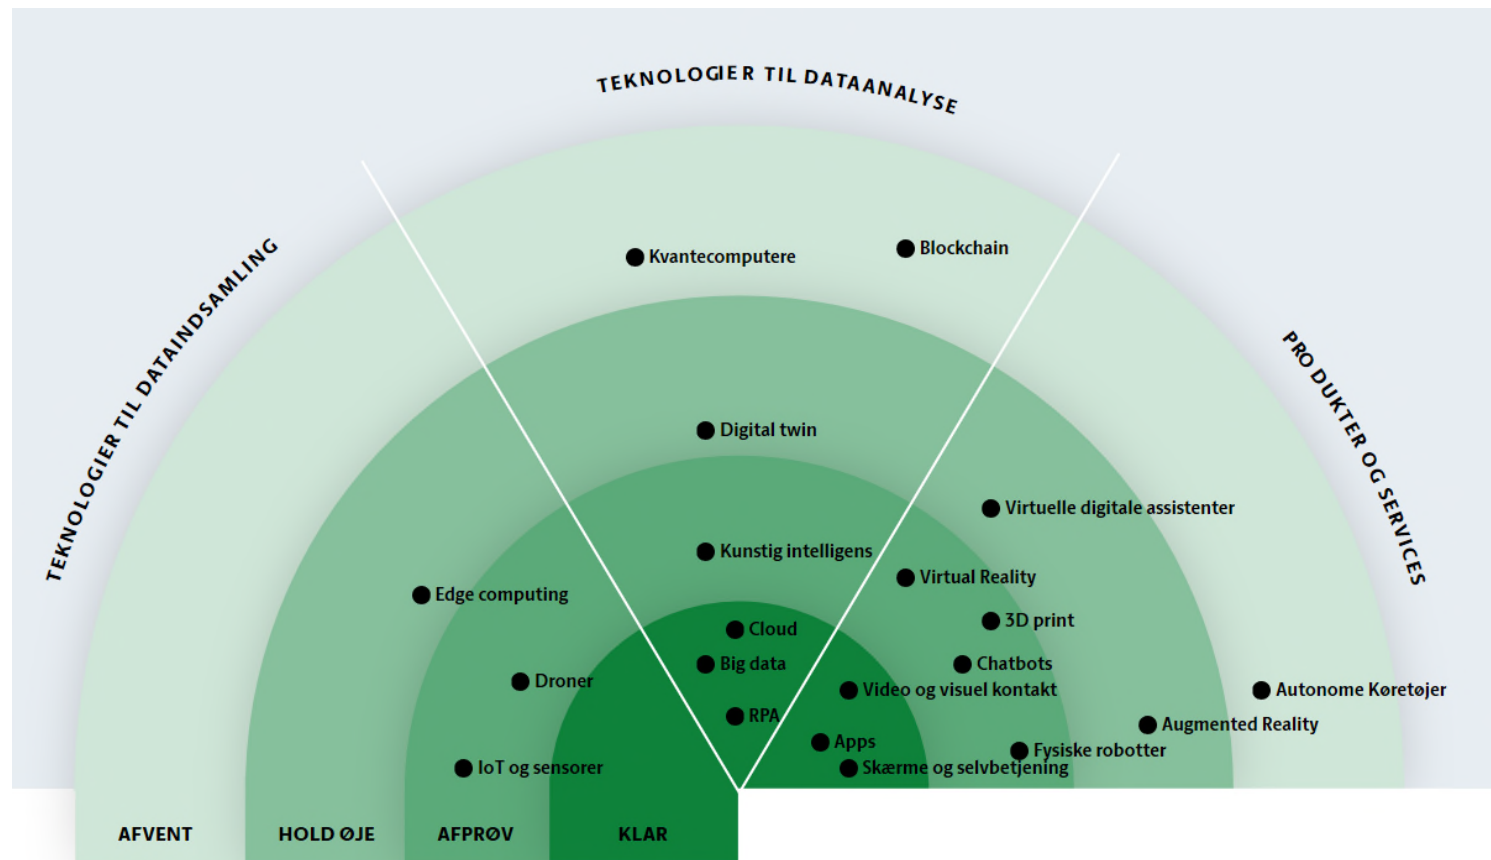 TEKNOLOGIER TIL DATAANALYSE
TEKNOLOGIER TIL DATAINDSAMLING
PRODUKTER OG SERVICES
Kvantecomputere
Blockchain
Digital twin
Virtuelle digitale assistenter
Kunstig intelligens
Virtual Reality
Edge computing
3D print
Cloud
Big data
Chatbots
Droner
Video og visuel kontakt
Autonome Køretøjer
RPA
Augmented Reality
Apps
Fysiske robotter
IoT og sensorer
Skærme og selvbetjening
AFVENT
HOLD ØJE
AFPRØV
KLAR